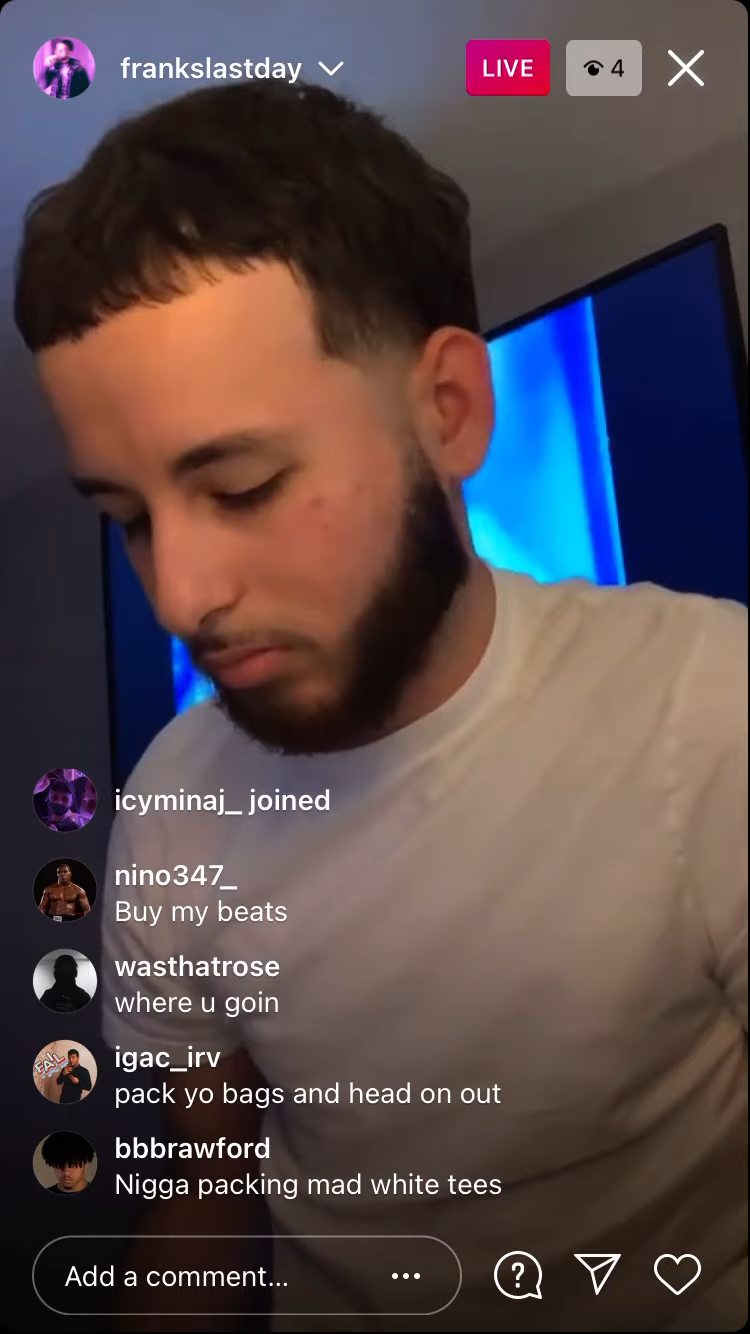 frankslastday
LIVE
4
icyminaj_ joined
nino347_
Buy my beats
wasthatrose
where u goin
igac_irv
FAIL
pack yo bags and head on out
bbbrawford
Nigga packing mad white tees
Add a comment...